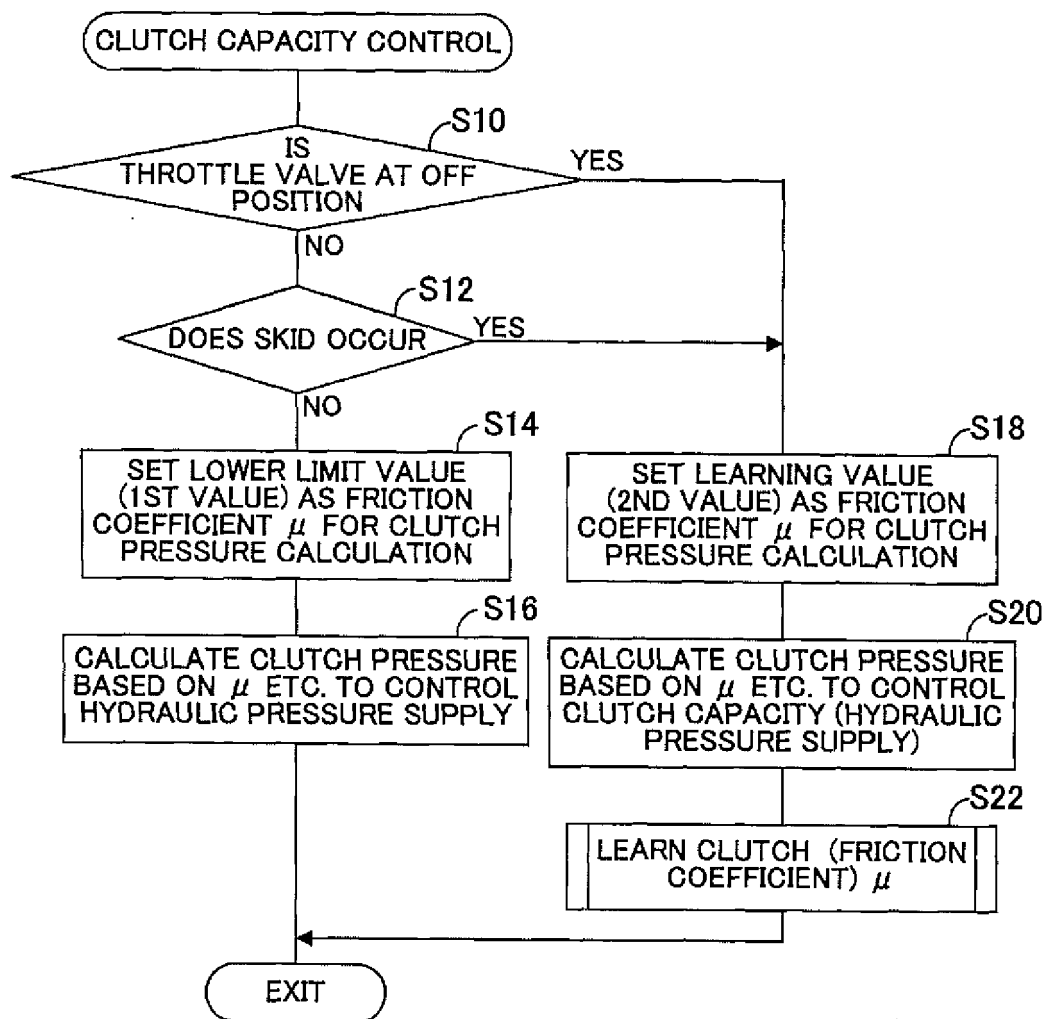 CLUTCH CAPACITY CONTROL
S10
IS
THROTTLE VALVE AT OFF
POSITION
YES
NO
S12
DOES SKID OCCUR
YES
NO
S14
SET LOWER LIMIT VALUE
(1ST VALUE) AS FRICTION
COEFFICIENT μ FOR CLUTCH
PRESSURE CALCULATION
S18
SET LEARNING VALUE
(2ND VALUE) AS FRICTION
COEFFICIENT μ FOR CLUTCH
PRESSURE CALCULATION
S16
CALCULATE CLUTCH PRESSURE
BASED ON μ ETC. TO CONTROL
HYDRAULIC PRESSURE SUPPLY
S20
CALCULATE CLUTCH PRESSURE
BASED ON μ ETC. TO CONTROL
CLUTCH CAPACITY (HYDRAULIC
PRESSURE SUPPLY)
S22
LEARN CLUTCH (FRICTION
COEFFICIENT) μ
EXIT